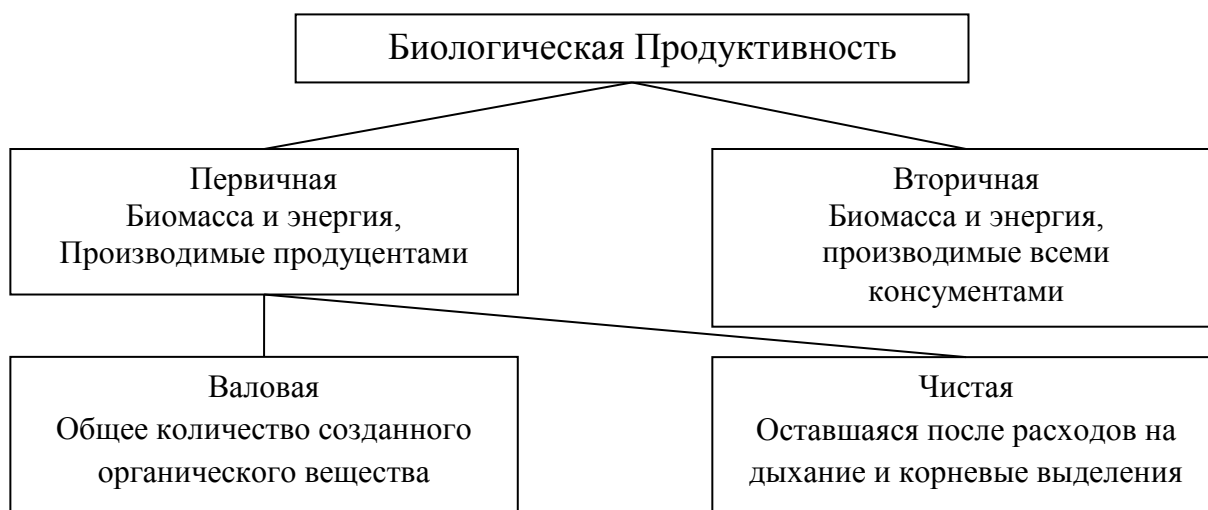 Биологическая Продуктивность
Первичная
Биомасса и энергия,
Производимые продуцентами
Вторичная
Биомасса и энергия,
производимые всеми
консументами
Валовая
Общее количество созданного
органического вещества
Чистая
Оставшаяся после расходов на
дыхание и корневые выделения